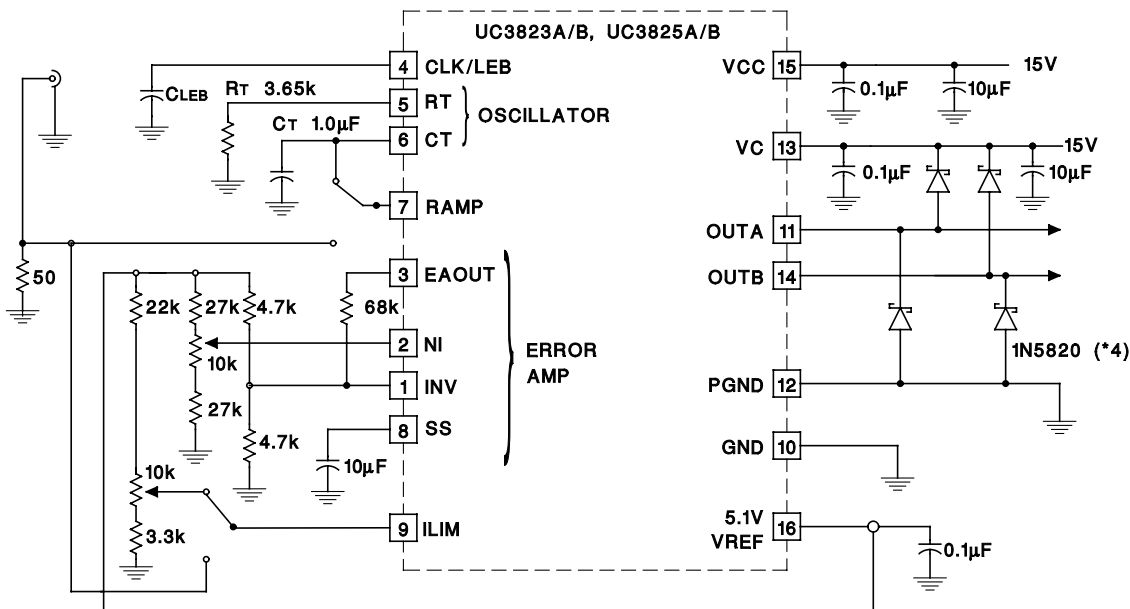 UC3823A/B, UC3825A/B
4 CLK/LEB
CLEB
RT 3.65k
5 RT
OSCILLATOR
CT 1.0µF
6 CT
7 RAMP
50
3 EAOUT
22k
27k
4.7k
68k
2 NI
10k
ERROR
AMP
1 INV
27k
8 SS
4.7k
10µF
10k
9 ILIM
3.3k
VCC 15
15V
0.1µF
10µF
VC 13
15V
0.1µF
10µF
OUTA 11
OUTB 14
1N5820 (*4)
PGND 12
GND 10
5.1V
VREF 16
0.1µF